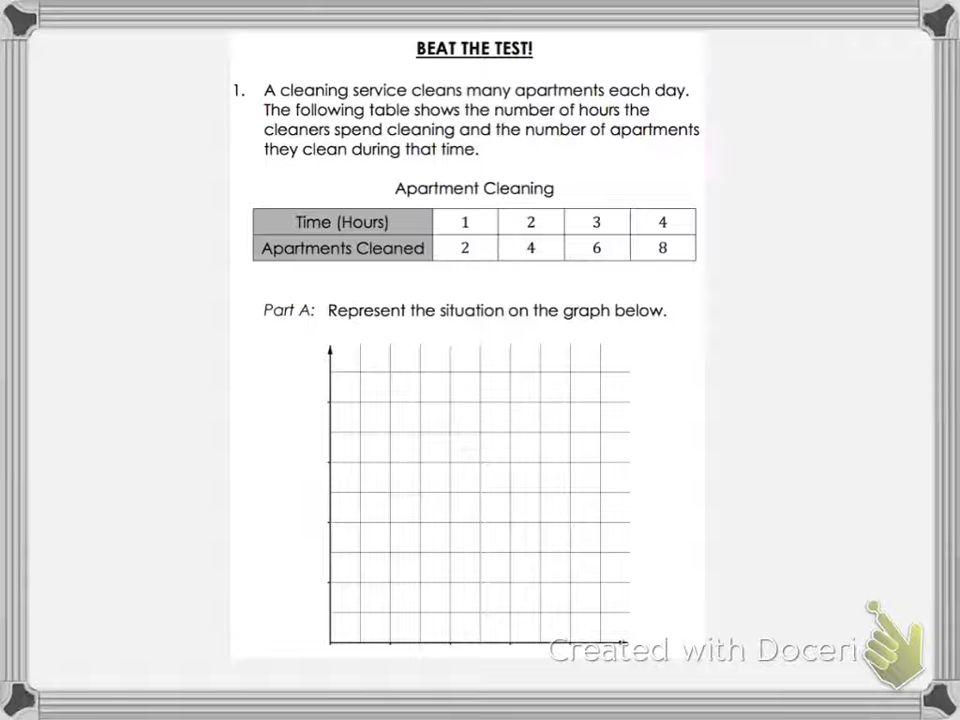 BEAT THE TEST!
1. A cleaning service cleans many apartments each day.
The following table shows the number of hours the
cleaners spend cleaning and the number of apartments
they clean during that time.
Apartment Cleaning
Time (Hours) 1 2 3 4
Apartments Cleaned 2 4 6 8
Part A: Represent the situation on the graph below.
Created with Doceri